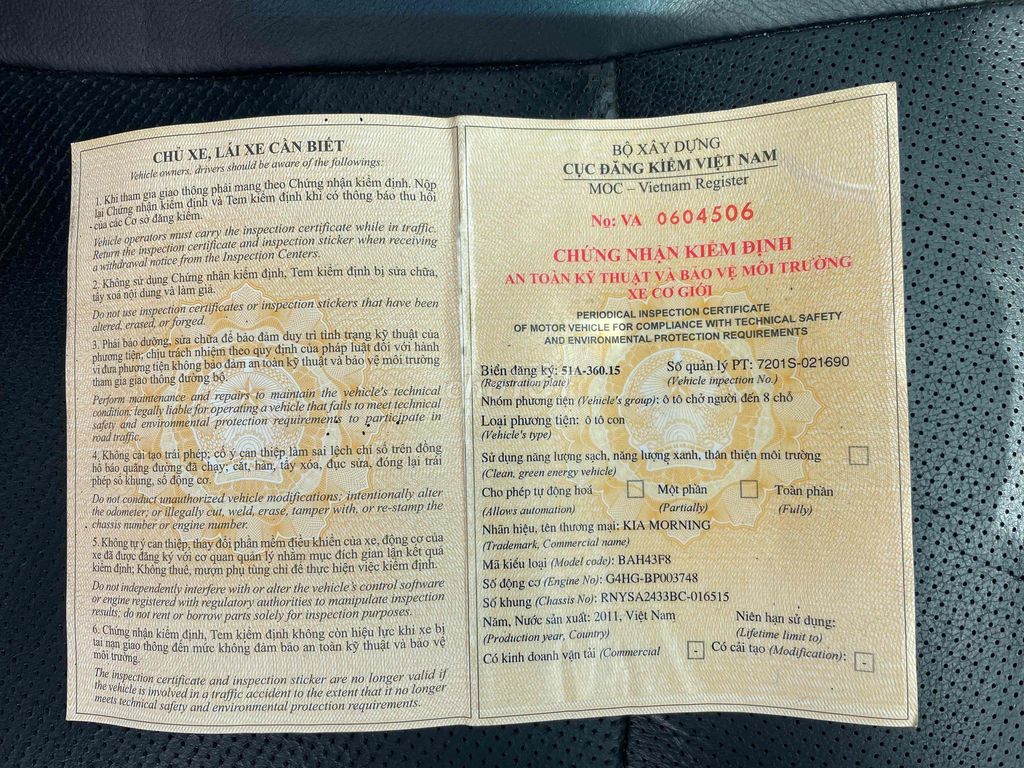 CHỦ XE, LÁI XE CẦN BIẾT
Vehicle owners, drivers should be aware of the followings:
1. Khi tham gia giao thông phải mang theo Chứng nhận kiểm định. Nộp
lại Chứng nhận kiểm định và Tem kiểm định khi có thông báo thu hồi
của các Cơ sở đăng kiểm.
Vehicle operators must carry the inspection certificate while in traffic.
Return the inspection certificate and inspection sticker when receiving
a withdrawal notice from the Inspection Centers.
2. Không sử dụng Chứng nhận kiểm định, Tem kiểm định bị sửa chữa,
tẩy xoá nội dung và làm giả.
Do not use inspection certificates or inspection stickers that have been
altered, erased, or forged.
3. Phải bảo dưỡng, sửa chữa để bảo đảm duy trì tình trạng kỹ thuật của
phương tiện; chịu trách nhiệm theo quy định của pháp luật đối với hành
vi đưa phương tiện không bảo đảm an toàn kỹ thuật và bảo vệ môi trường
tham gia giao thông đường bộ.
Perform maintenance and repairs to maintain the vehicle's technical
condition, legally liable for operating a vehicle that fails to meet technical
safety and environmental protection requirements to participate in
road traffic.
4. Không cải tạo trái phép; cố ý can thiệp làm sai lệch chỉ số trên đồng
hồ báo quãng đường đã chạy; cắt, hàn, tẩy xóa, đục sửa, đóng lại trái
phép số khung, số động cơ.
Do not conduct unauthorized vehicle modifications; intentionally alter
the odometer; or illegally cut, weld, erase, tamper with, or re-stamp the
chassis number or engine number.
5. Không tự ý can thiệp, thay đổi phần mềm điều khiển của xe, động cơ của
xe đã được đăng ký với cơ quan quản lý nhằm mục đích gian lận kết quả
kiểm định; Không thuê, mượn phụ tùng chỉ để thực hiện việc kiểm định.
Do not independently interfere with or alter the vehicle's control software
or engine registered with regulatory authorities to manipulate inspection
results; do not rent or borrow parts solely for inspection purposes.
6. Chứng nhận kiểm định, Tem kiểm định không còn hiệu lực khi xe bị
tai nạn giao thông đến mức không đảm bảo an toàn kỹ thuật và bảo vệ
môi trường.
The inspection certificate and inspection sticker are no longer valid if
the vehicle is involved in a traffic accident to the extent that it no longer
meets technical safety and environmental protection requirements.
BỘ XÂY DỰNG
CỤC ĐĂNG KIỂM VIỆT NAM
MOC – Vietnam Register
No: VA 0604506
CHỨNG NHẬN KIỂM ĐỊNH
AN TOÀN KỸ THUẬT VÀ BẢO VỆ MÔI TRƯỜNG
XE CƠ GIỚI
PERIODICAL INSPECTION CERTIFICATE
OF MOTOR VEHICLE FOR COMPLIANCE WITH TECHNICAL SAFETY
AND ENVIRONMENTAL PROTECTION REQUIREMENTS
Biển đăng ký: 51A-360.15 Số quản lý PT: 7201S-021690
(Registration plate) (Vehicle inpection No.)
Nhóm phương tiện (Vehicle's group): ô tô chở người đến 8 chỗ
Loại phương tiện: ô tô con
(Vehicle's type)
Sử dụng năng lượng sạch, năng lượng xanh, thân thiện môi trường
(Clean, green energy vehicle)
Cho phép tự động hoá Một phần Toàn phần
(Allows automation) (Partially) (Fully)
Nhãn hiệu, tên thương mại: KIA MORNING
(Trademark, Commercial name)
Mã kiểu loại (Model code): BAH43F8
Số động cơ (Engine No): G4HG-BP003748
Số khung (Chassis No): RNYSA2433BC-016515
Năm, Nước sản xuất: 2011, Việt Nam Niên hạn sử dụng:
(Production year, Country) (Lifetime limit to)
Có kinh doanh vận tải (Commercial - Có cải tạo (Modification): -